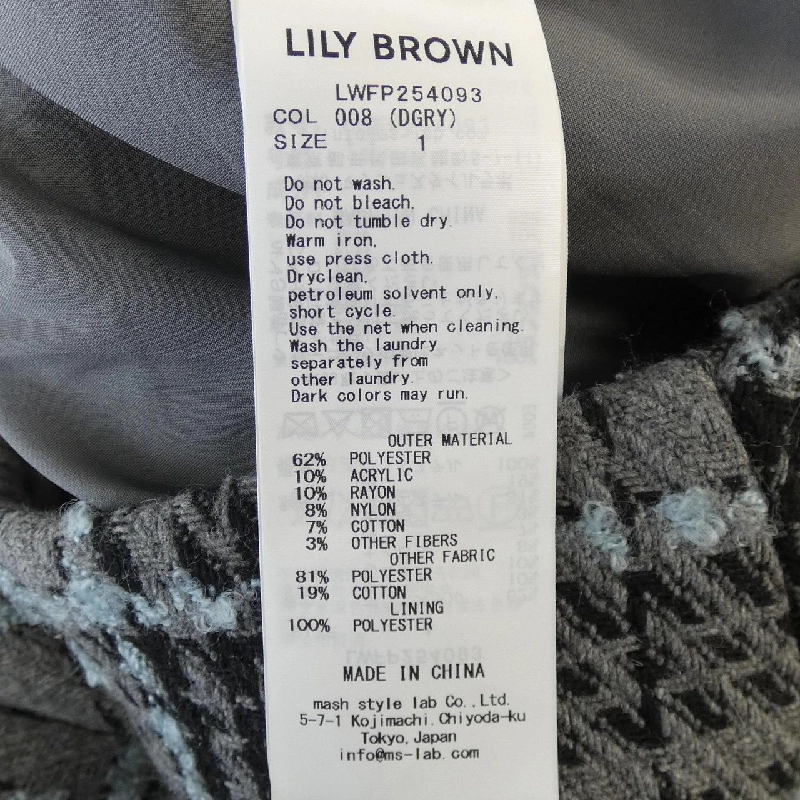 LILY BROWN
LWFP254093
COL 008 (DGRY)
SIZE 1
Do not wash.
Do not bleach.
Do not tumble dry.
Warm iron,
use press cloth.
Dryclean,
petroleum solvent only,
short cycle.
Use the net when cleaning.
Wash the laundry
separately from
other laundry.
Dark colors may run.
OUTER MATERIAL
62% POLYESTER
10% ACRYLIC
10% RAYON
8% NYLON
7% COTTON
3% OTHER FIBERS
OTHER FABRIC
81% POLYESTER
19% COTTON
LINING
100% POLYESTER
MADE IN CHINA
mash style lab Co.,Ltd.
5-7-1 Kojimachi.Chiyoda-ku
Tokyo,Japan
info@ms-lab.com